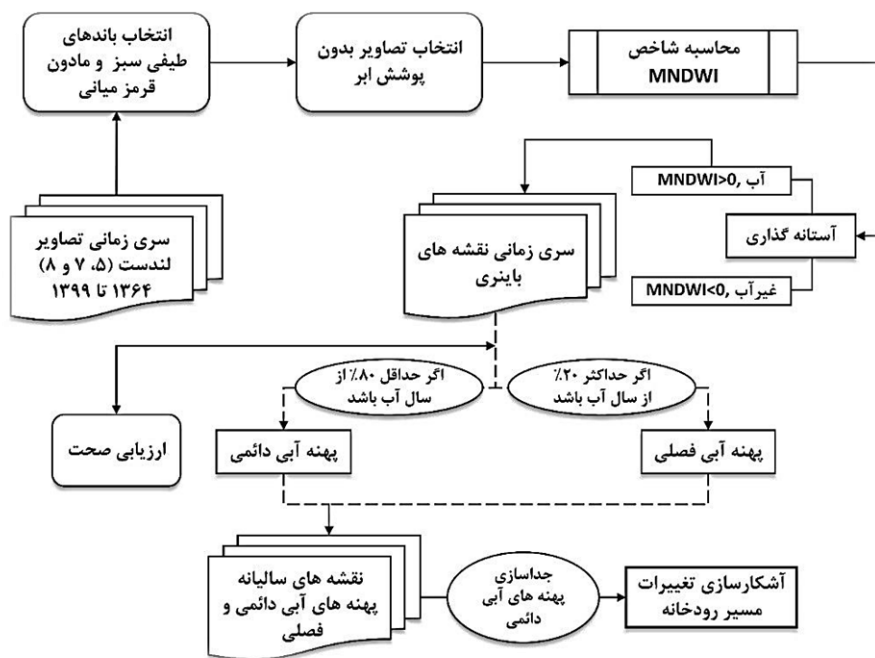 انتخاب باندهای
طیفی سبز و مادون
قرمز میانی
انتخاب تصاویر بدون
پوشش ابر
محاسبه شاخص
MNDWI
سری زمانی تصاویر
لندست (۵، ۷ و ۸)
۱۳۶۴ تا ۱۳۹۹
سری زمانی نقشه های
باینری
آب ,MNDWI>0
آستانه گذاری
غیرآب ,MNDWI<0
ارزیابی صحت
اگر حداقل ۸۰٪ از
سال آب باشد
اگر حداکثر ۲۰٪
از سال آب باشد
پهنه آبی دائمی
پهنه آبی فصلی
نقشه های سالیانه
پهنه های آبی دائمی و
فصلی
جداسازی
پهنه های آبی
دائمی
آشکارسازی تغییرات
مسیر رودخانه